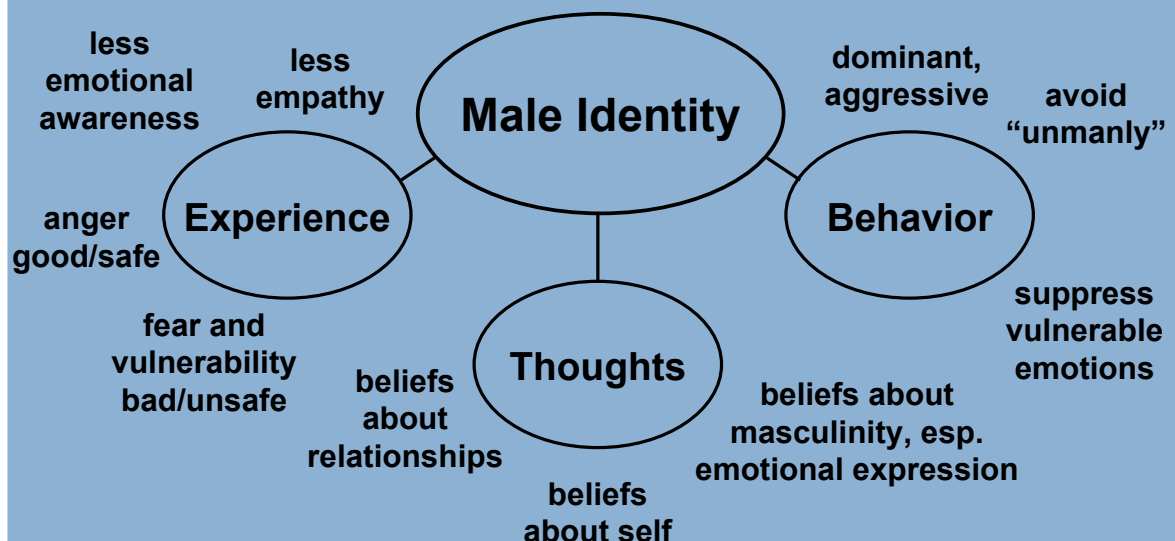 Male Identity
less
emotional
awareness
less
empathy
Experience
anger
good/safe
fear and
vulnerability
bad/unsafe
Thoughts
beliefs
about
relationships
beliefs
about self
beliefs about
masculinity, esp.
emotional expression
dominant,
aggressive
avoid
“unmanly”
Behavior
suppress
vulnerable
emotions